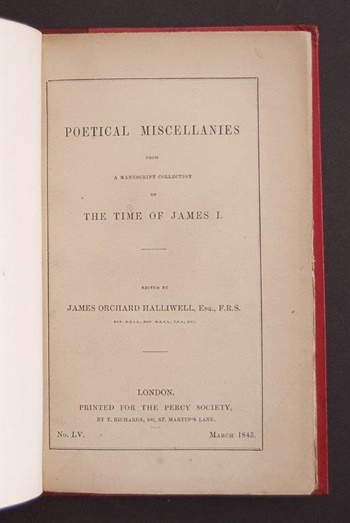 POETICAL MISCELLANIES
FROM
A MANUSCRIPT COLLECTION
OF
THE TIME OF JAMES I.
EDITED BY
JAMES ORCHARD HALLIWELL, Esq., F.R.S.
LONDON.
PRINTED FOR THE PERCY SOCIETY,
BY T. RICHARDS, 100, ST. MARTIN'S LANE.
No. LV. MARCH 1845.